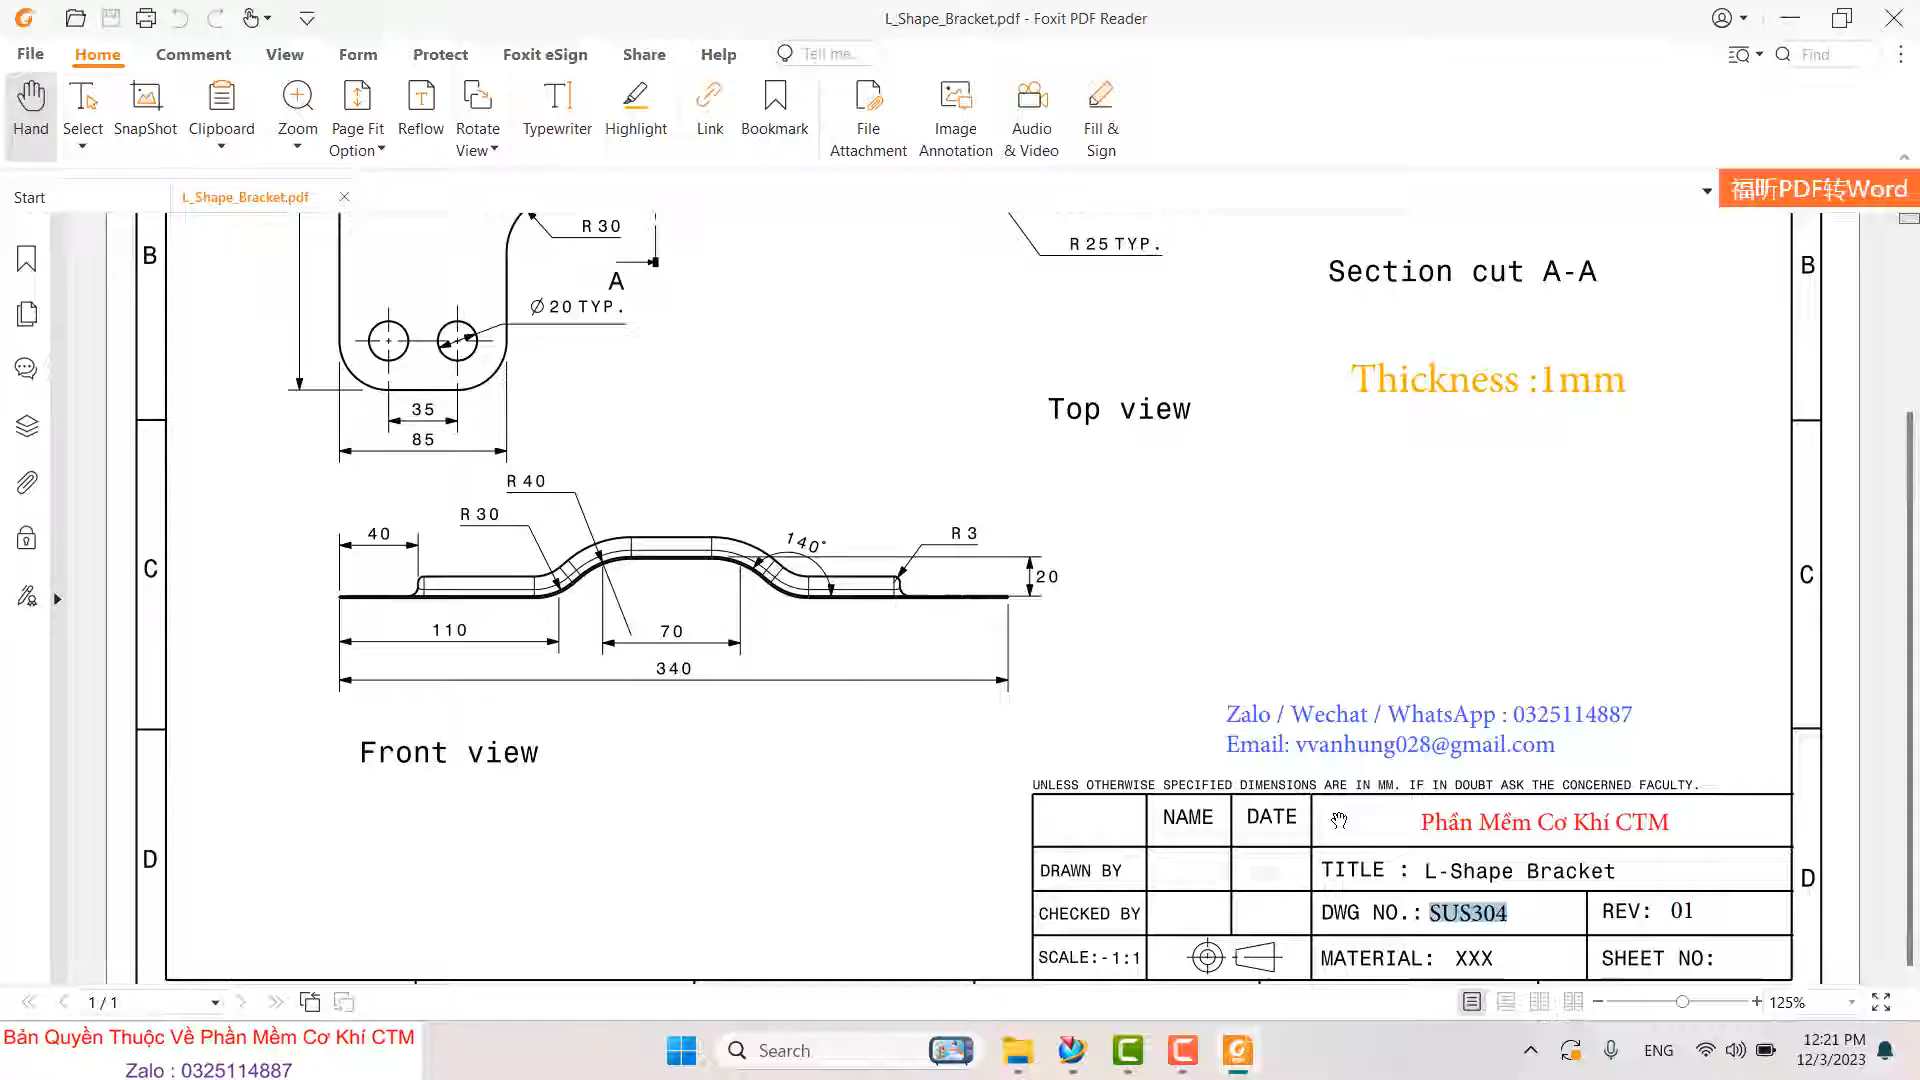 L_Shape_Bracket.pdf - Foxit PDF Reader
File Home Comment View Form Protect Foxit eSign Share Help Tell me... Find
Hand Select SnapShot Clipboard Zoom Page Fit Option Reflow Rotate View Typewriter Highlight Link Bookmark File Attachment Image Annotation Audio & Video Fill & Sign
Start L_Shape_Bracket.pdf 福昕PDF转Word
R 30
R 25 TYP.
B
B
Section cut A-A
A
Ø 20 TYP.
Thickness :1mm
35
Top view
85
R 40
R 30
40
140°
R 3
C
20
C
110
70
340
Zalo / Wechat / WhatsApp : 0325114887
Email: vvanhung028@gmail.com
Front view
UNLESS OTHERWISE SPECIFIED DIMENSIONS ARE IN MM. IF IN DOUBT ASK THE CONCERNED FACULTY.
NAME DATE Phần Mềm Cơ Khí CTM
D
DRAWN BY TITLE : L-Shape Bracket
D
CHECKED BY DWG NO.: SUS304 REV: 01
SCALE:-1:1 MATERIAL: XXX SHEET NO:
1 / 1 125%
Bản Quyền Thuộc Về Phần Mềm Cơ Khí CTM
Zalo : 0325114887
Search
ENG
12:21 PM
12/3/2023